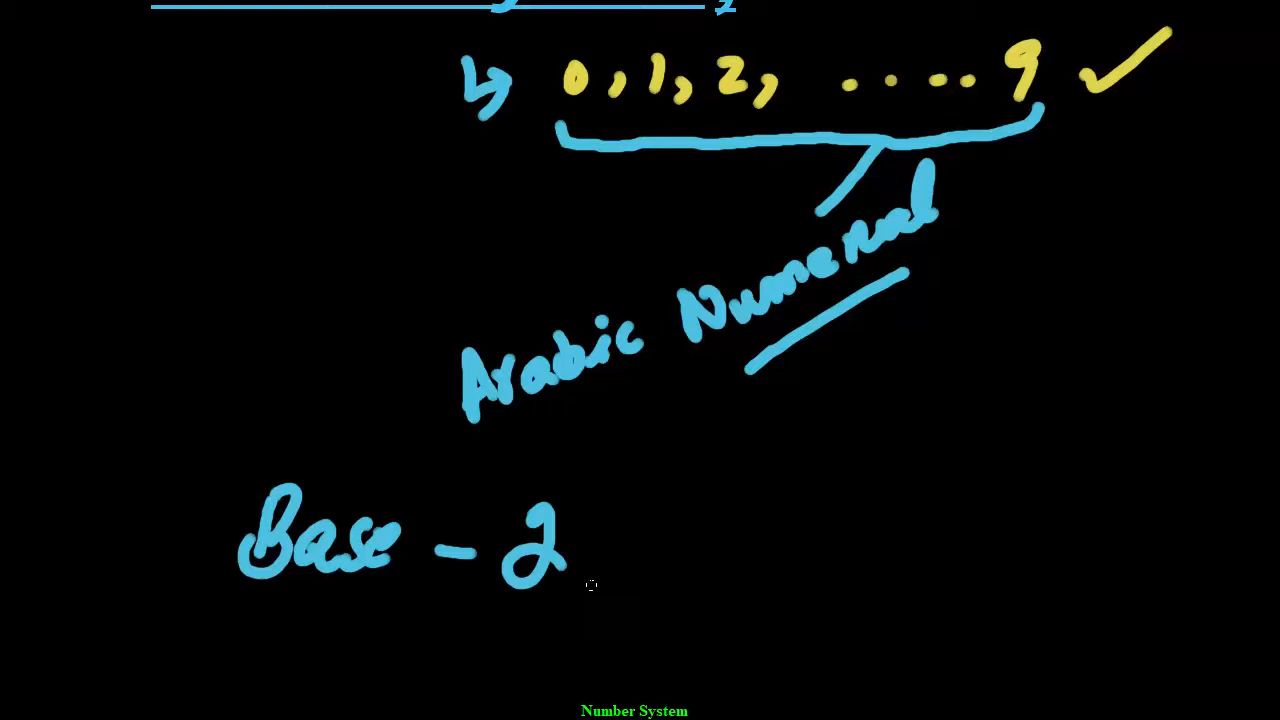 ↳ 0, 1, 2, ..... 9 ✓
Arabic Numeral
Base - 2
Number System